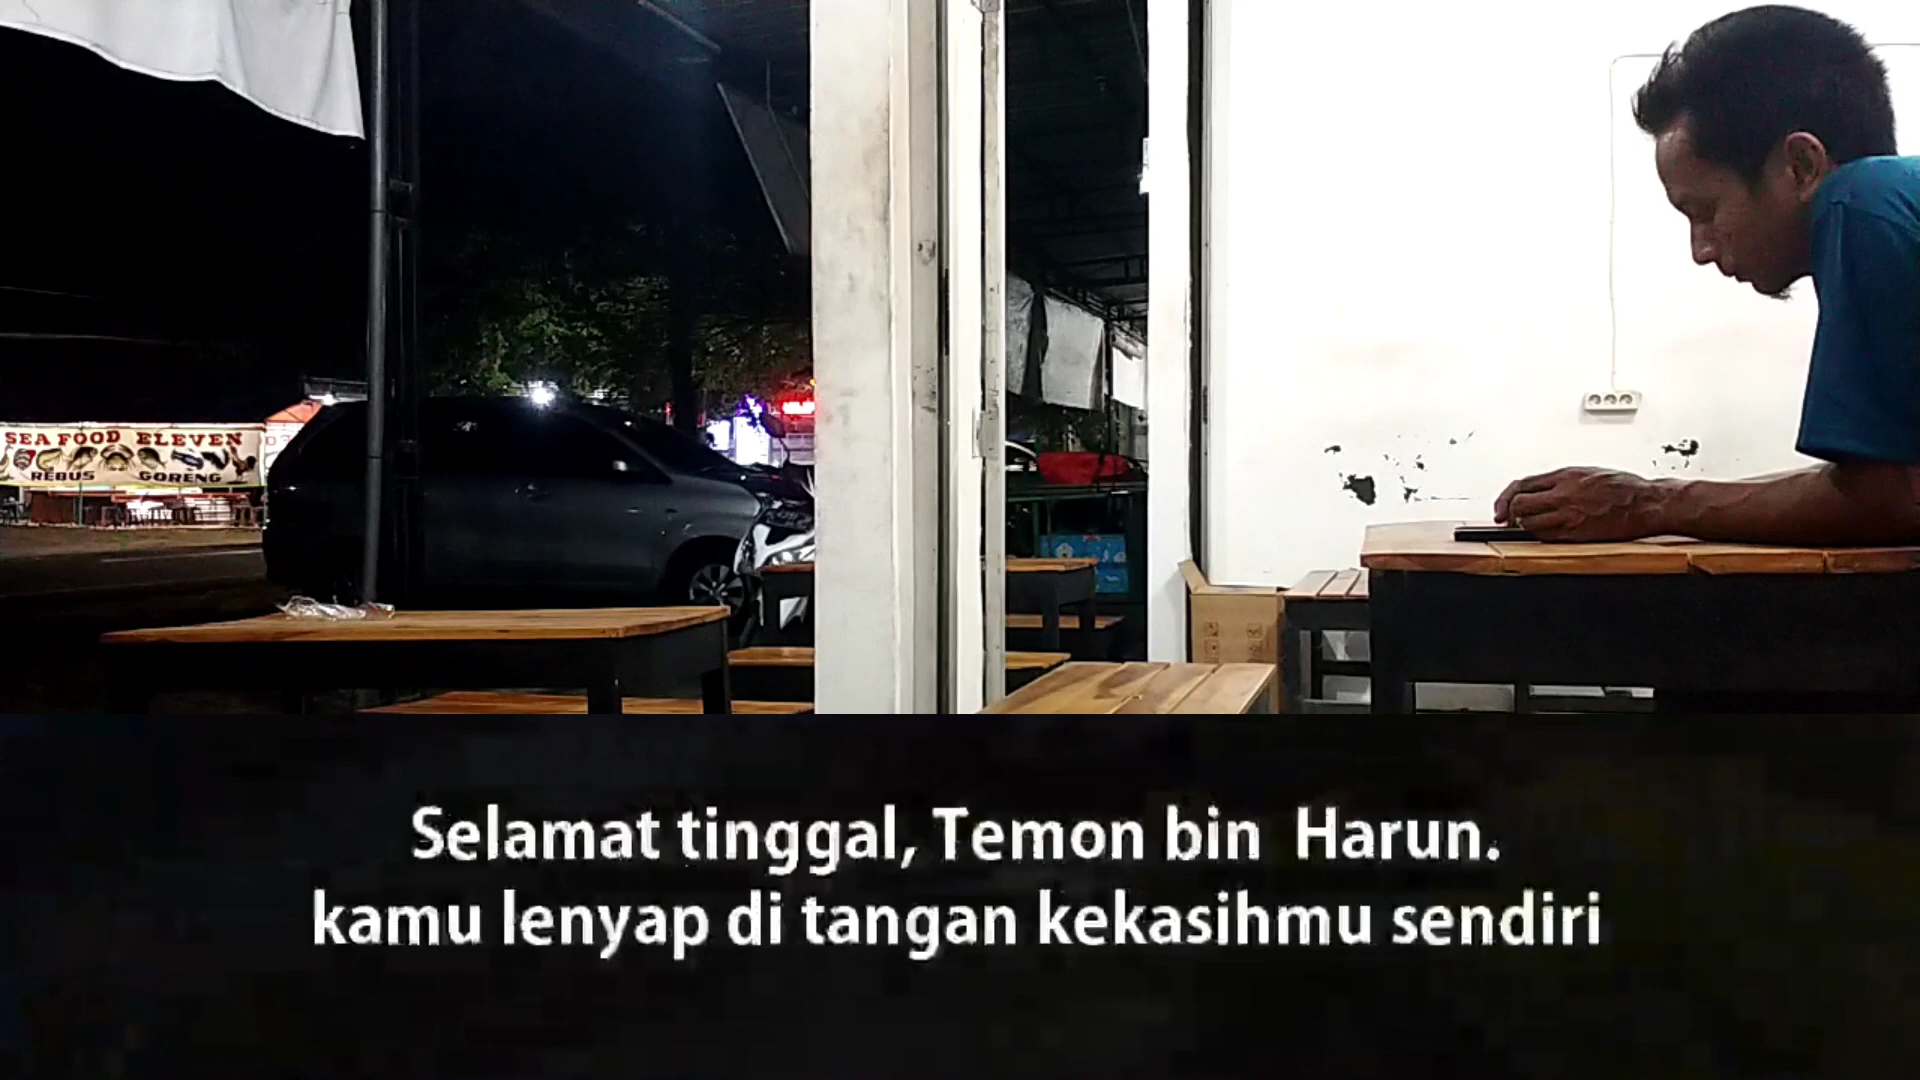 SEA FOOD ELEVEN
REBUS GORENG
Selamat tinggal, Temon bin Harun.
kamu lenyap di tangan kekasihmu sendiri